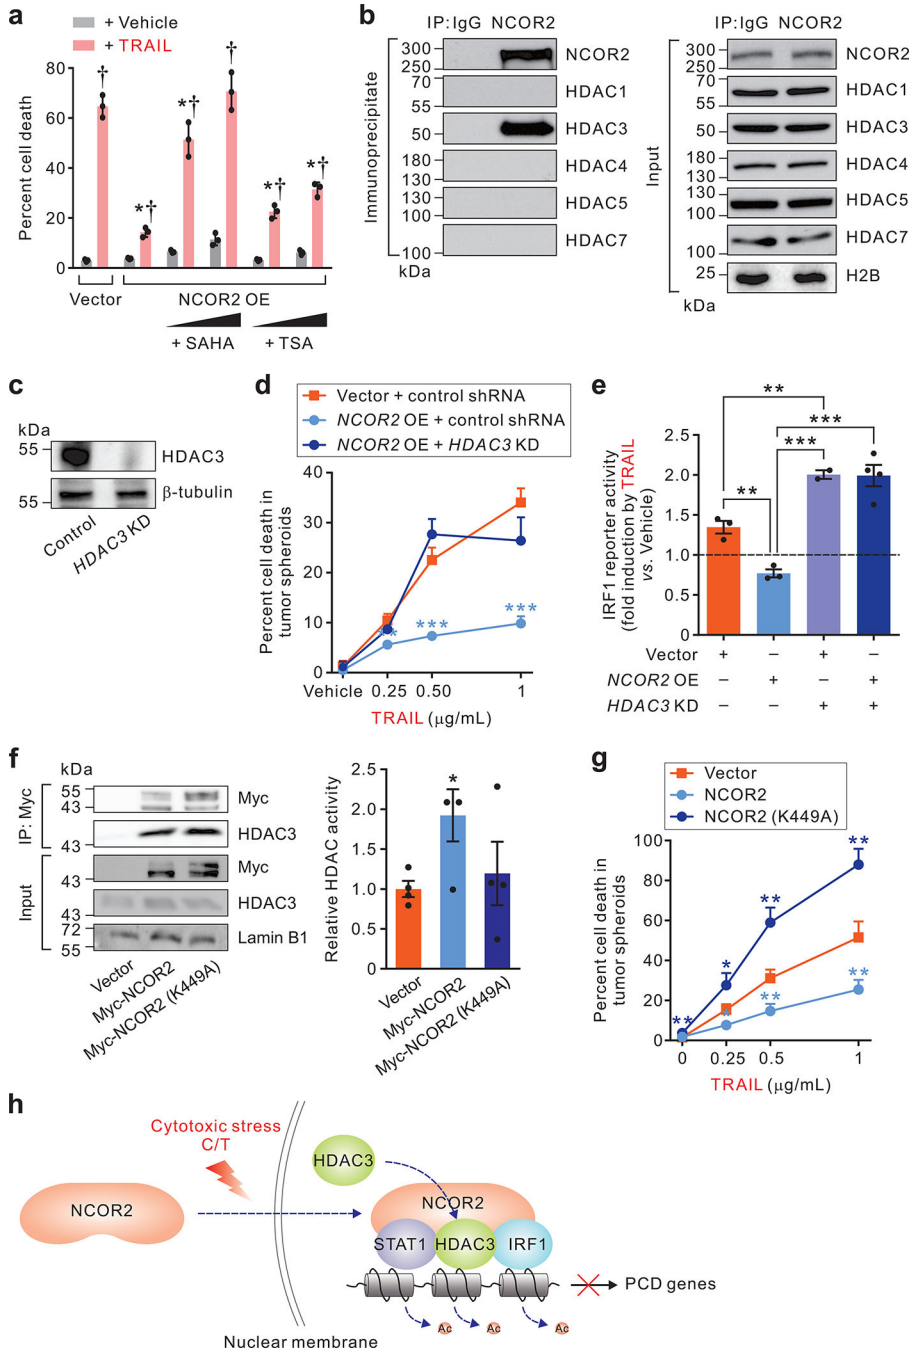 a
+ Vehicle
+ TRAIL
Percent cell death
80
60
40
20
0
†
*†
*†
†
*†
*†
Vector
NCOR2 OE
+ SAHA
+ TSA
b
IP: IgG NCOR2
Immunoprecipitate
300
250
NCOR2
70
55
HDAC1
50
HDAC3
180
130
HDAC4
130
100
HDAC5
100
HDAC7
kDa
IP: IgG NCOR2
Input
300
250
NCOR2
70
55
HDAC1
50
HDAC3
180
130
HDAC4
130
100
HDAC5
100
HDAC7
25
H2B
kDa
c
kDa
55
HDAC3
55
β-tubulin
Control
HDAC3 KD
d
Vector + control shRNA
NCOR2 OE + control shRNA
NCOR2 OE + HDAC3 KD
Percent cell death in
tumor spheroids
40
30
20
10
0
**
***
***
Vehicle 0.25 0.50 1
TRAIL (μg/mL)
e
IRF1 reporter activity
(fold induction by TRAIL
vs. Vehicle)
2.5
2.0
1.5
1.0
0.5
0
**
***
***
**
Vector + – + –
NCOR2 OE – + – +
HDAC3 KD – – + +
f
kDa
IP: Myc
55
43
Myc
43
HDAC3
Input
43
Myc
43
HDAC3
72
55
Lamin B1
Vector
Myc-NCOR2
Myc-NCOR2 (K449A)
Relative HDAC activity
2.5
2.0
1.5
1.0
0.5
0
*
Vector
Myc-NCOR2
Myc-NCOR2 (K449A)
g
Vector
NCOR2
NCOR2 (K449A)
Percent cell death in
tumor spheroids
100
80
60
40
20
0
**
*
**
**
*
**
**
0 0.25 0.5 1
TRAIL (μg/mL)
h
Cytotoxic stress
C/T
NCOR2
HDAC3
NCOR2
STAT1 HDAC3 IRF1
PCD genes
Ac Ac Ac
Nuclear membrane